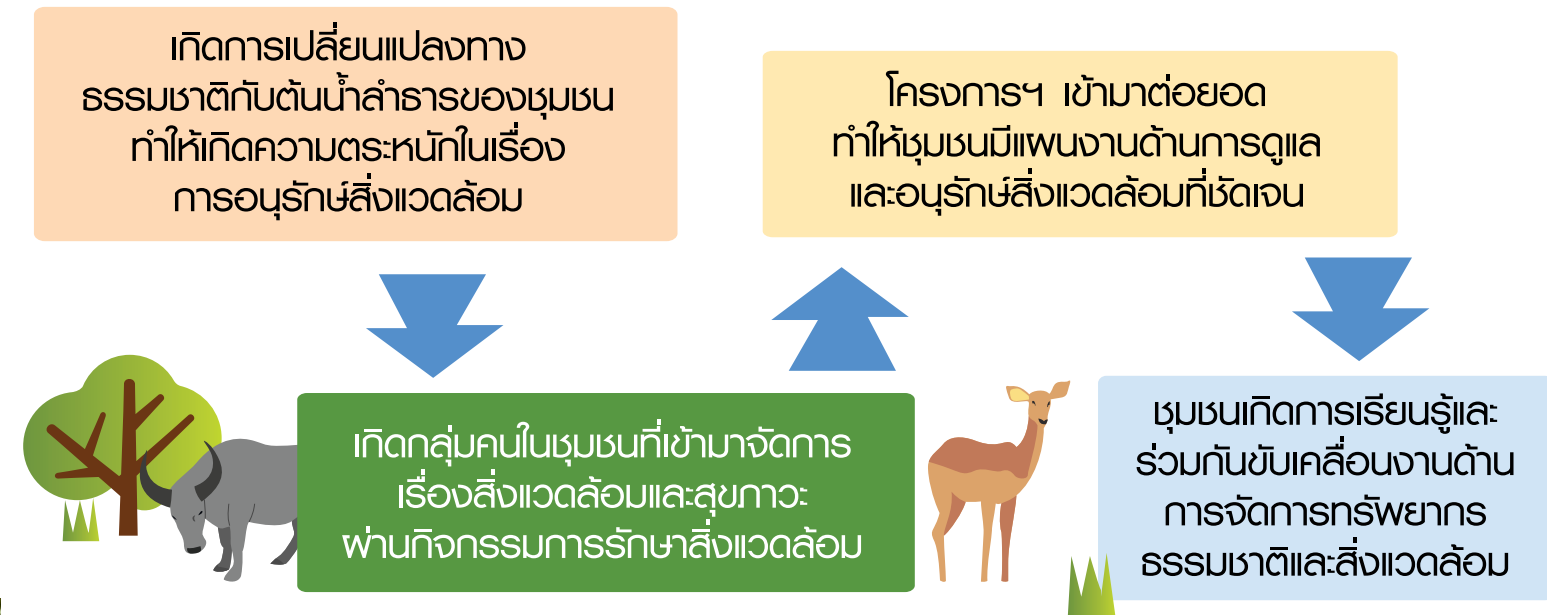 เกิดการเปลี่ยนแปลงทาง
ธรรมชาติกับต้นน้ำลำธารของชุมชน
ทำให้เกิดความตระหนักในเรื่อง
การอนุรักษ์สิ่งแวดล้อม
เกิดกลุ่มคนในชุมชนที่เข้ามาจัดการ
เรื่องสิ่งแวดล้อมและสุขภาวะ
ผ่านกิจกรรมการรักษาสิ่งแวดล้อม
โครงการฯ เข้ามาต่อยอด
ทำให้ชุมชนมีแผนงานด้านการดูแล
และอนุรักษ์สิ่งแวดล้อมที่ชัดเจน
ชุมชนเกิดการเรียนรู้และ
ร่วมกันขับเคลื่อนงานด้าน
การจัดการทรัพยากร
ธรรมชาติและสิ่งแวดล้อม